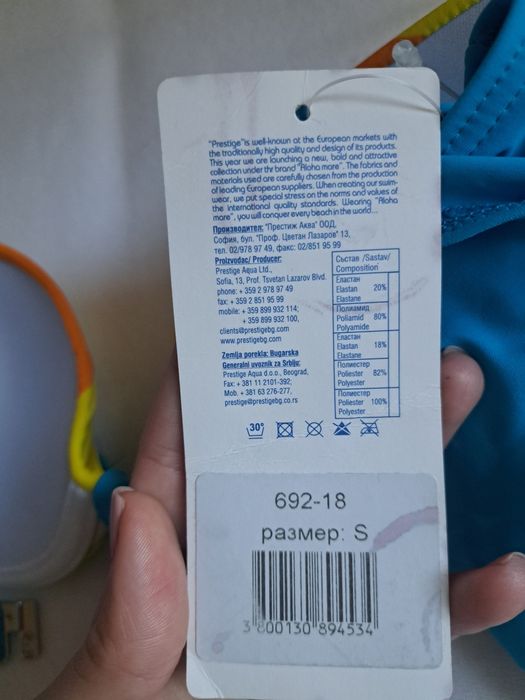 "Prestige"is well-known at the European markets with
the traditionally high quality and design of its products.
This year we are launching a new, bold and attractive
collection under thr brand "Aloha more". The fabrics and
materials used are carefully chosen from the production
of leading European suppliers. When creating our swim-
wear, we put special stress on the norms and values of
the international quality standards. Wearing "Aloha
more", you will conquer every beach in the world...
Производител: "Престиж Аква" ООД,
София, бул. "Проф. Цветан Лазаров" 13,
тел. 02/978 97 49, факс: 02/851 95 99
Proizvodac/ Producer:
Prestige Aqua Ltd.,
Sofia, 13, Prof. Tsvetan Lazarov Blvd.
phone: + 359 2 978 97 49
fax: + 359 2 851 95 99
mobile: + 359 899 932 114;
+ 359 899 932 100,
clients@prestigebg.com
www.prestigebg.com
Zemlja porekla: Bugarska
Generalni uvoznik za Srbiju:
Prestige Aqua d.o.o., Beograd,
Fax: + 381 11 2101-392;
Mob. + 381 63 276-277,
prestige@prestigebg.co.rs
Състав /Sastav/
Composition
Еластан
Elastan 20%
Elastane
Полиамид
Poliamid 80%
Polyamide
Еластан
Elastan 18%
Elastane
Полиестер
Poliester 82%
Polyester
Полиестер
Poliester 100%
Polyester
30°
692-18
размер: S
3 800130 894534